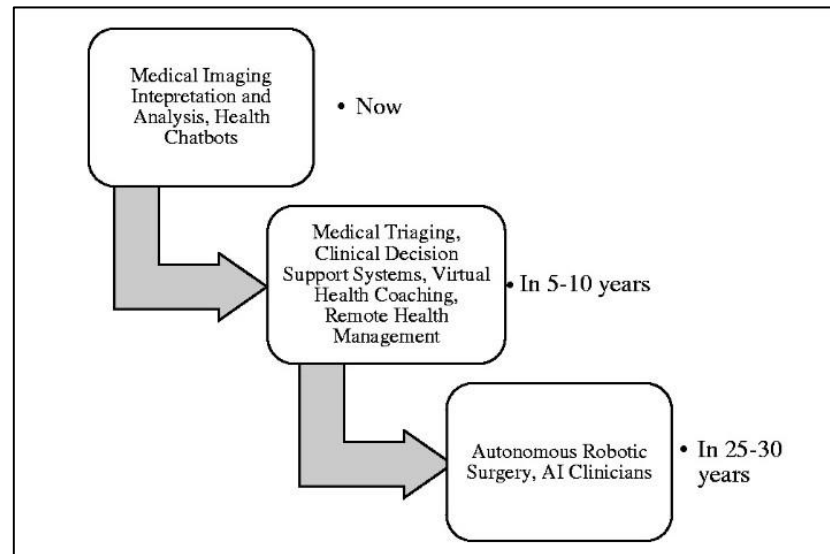 Medical Imaging
Intepretation and
Analysis, Health
Chatbots
• Now
Medical Triaging,
Clinical Decision
Support Systems, Virtual
Health Coaching,
Remote Health
Management
• In 5-10 years
Autonomous Robotic
Surgery, AI Clinicians
• In 25-30
years